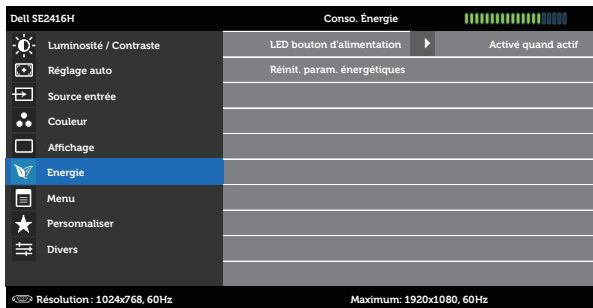 Dell SE2416H Conso. Énergie
Luminosité / Contraste LED bouton d'alimentation Activé quand actif
Réglage auto Réinit. param. énergétiques
Source entrée
Couleur
Affichage
Energie
Menu
Personnaliser
Divers
Résolution : 1024x768, 60Hz Maximum: 1920x1080, 60Hz